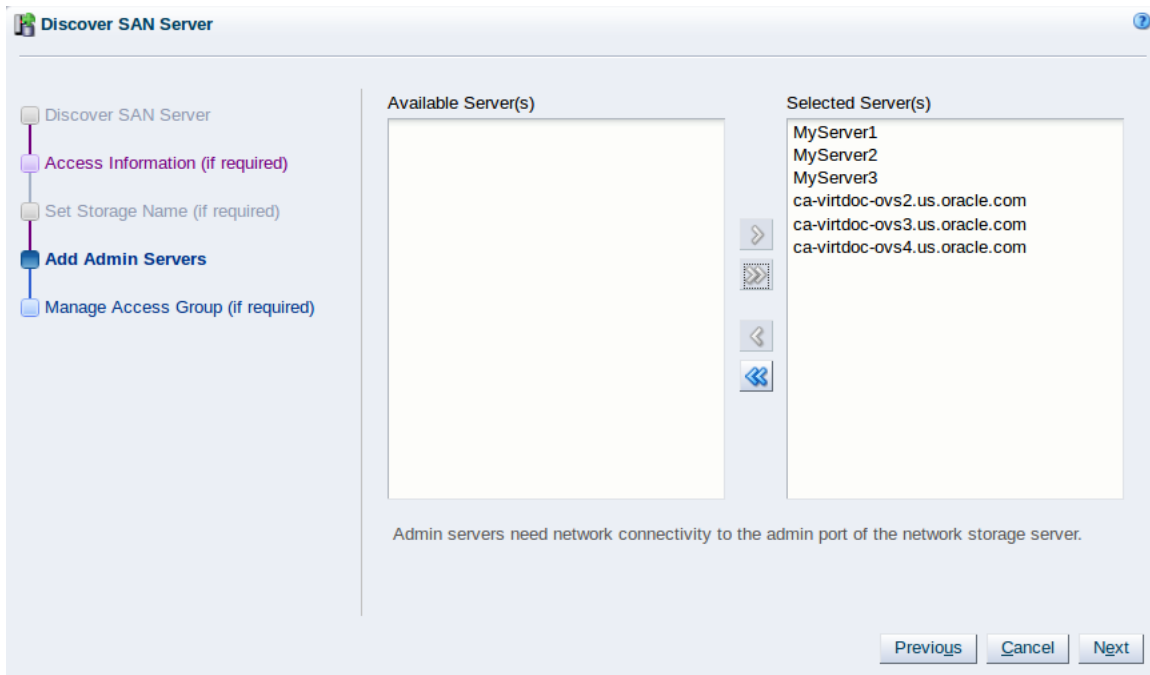 Discover SAN Server
Discover SAN Server
Access Information (if required)
Set Storage Name (if required)
Add Admin Servers
Manage Access Group (if required)
Available Server(s)
Selected Server(s)
MyServer1
MyServer2
MyServer3
ca-virtdoc-ovs2.us.oracle.com
ca-virtdoc-ovs3.us.oracle.com
ca-virtdoc-ovs4.us.oracle.com
Admin servers need network connectivity to the admin port of the network storage server.
Previous
Cancel
Next